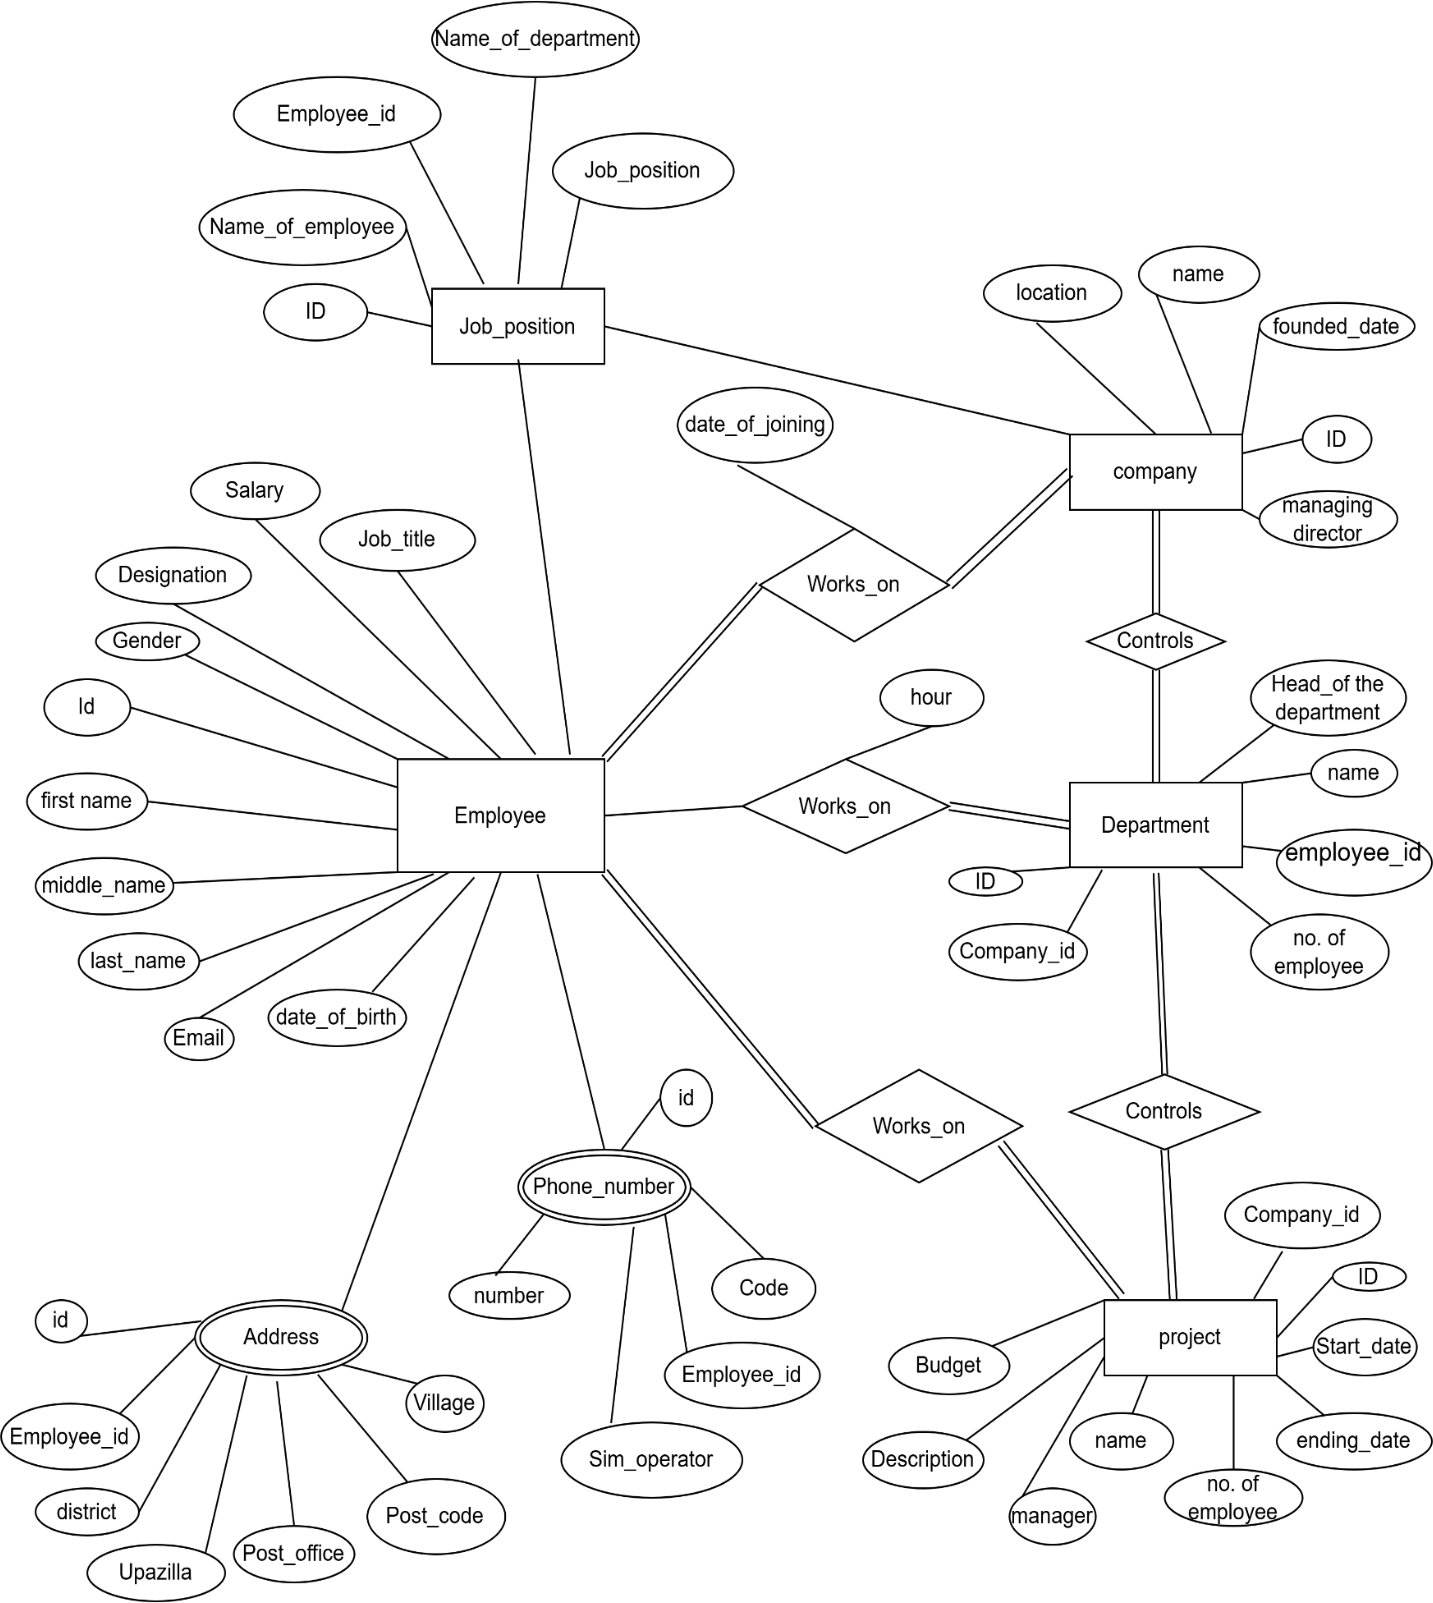 Name_of_department
Employee_id
Job_position
Name_of_employee
ID
Job_position
location
name
founded_date
ID
company
managing
director
date_of_joining
Salary
Job_title
Designation
Gender
Works_on
Controls
Id
hour
Head_of the
department
name
first name
Employee
Works_on
Department
employee_id
ID
middle_name
last_name
Company_id
no. of
employee
Email
date_of_birth
id
Works_on
Controls
Phone_number
Company_id
number
Code
ID
id
Address
project
Start_date
Budget
Employee_id
Village
Employee_id
name
ending_date
Sim_operator
Description
district
Post_code
manager
no. of
employee
Upazilla
Post_office